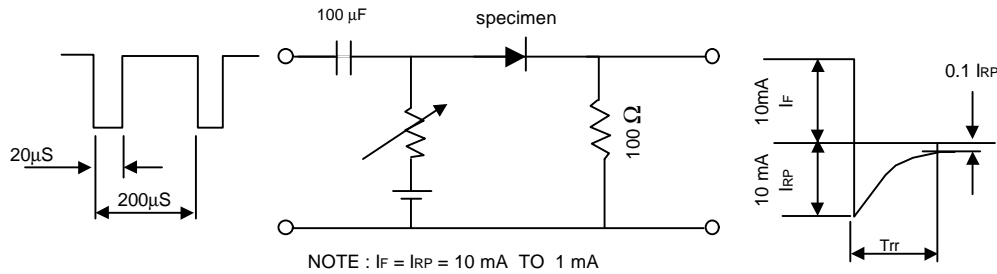 100 µF
specimen
20µS
200µS
100 Ω
10mA
IF
10 mA
IRP
0.1 IRP
Trr
NOTE : IF = IRP = 10 mA TO 1 mA